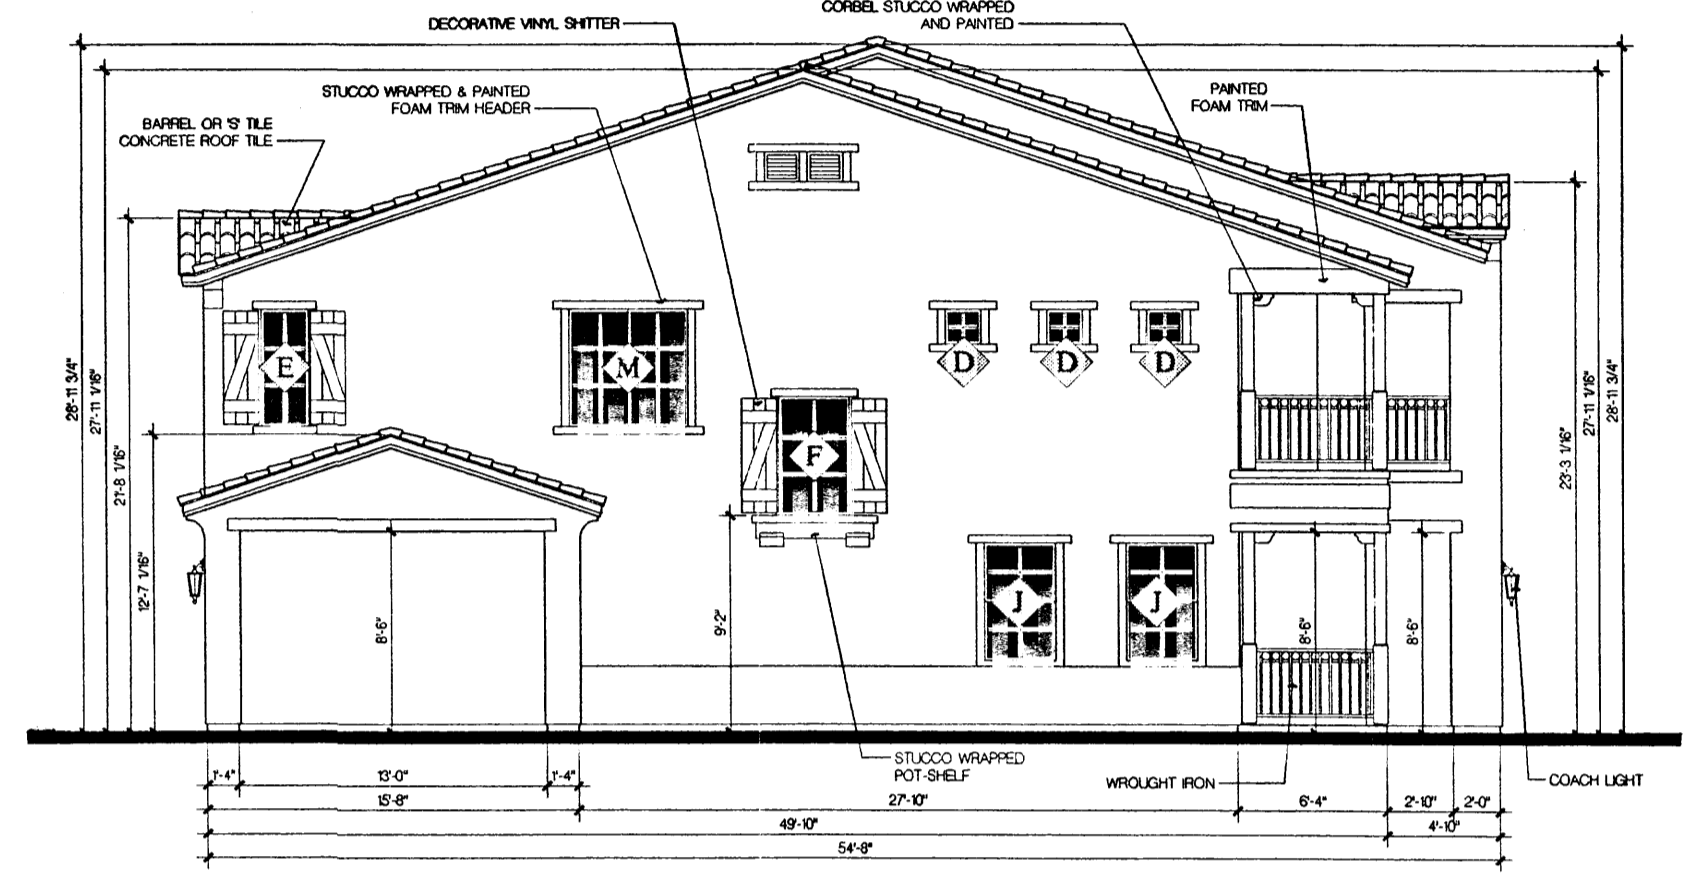 CORBEL STUCCO WRAPPED
AND PAINTED
DECORATIVE VINYL SHTTER
STUCCO WRAPPED & PAINTED
FOAM TRIM HEADER
PAINTED
FOAM TRIM
BARREL OR 'S' TILE
CONCRETE ROOF TILE
E
M
D
D
D
F
J
J
28'-11 3/4"
27'-11 1/16"
21'-8 1/16"
12'-7 1/16"
8'-6"
9'-2"
8'-6"
8'-6"
23'-3 1/16"
27'-11 1/16"
28'-11 3/4"
STUCCO WRAPPED
POT-SHELF
WROUGHT IRON
COACH LIGHT
1'-4"
13'-0"
1'-4"
15'-8"
27'-10"
6'-4"
2'-10"
2'-0"
49'-10"
4'-10"
54'-8"